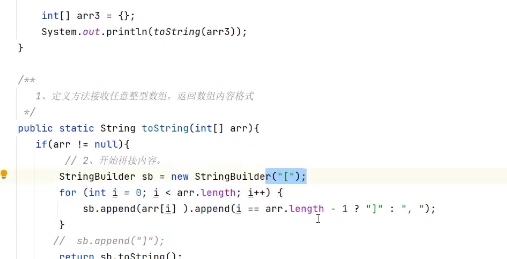 int[] arr3 = {};
System.out.println(toString(arr3));
}
/**
1、定义方法接收任意整型数组，返回数组内容格式
*/
public static String toString(int[] arr){
if(arr != null){
// 2、开始拼接内容。
StringBuilder sb = new StringBuilder("[");
for (int i = 0; i < arr.length; i++) {
sb.append(arr[i] ).append(i == arr.length - 1 ? "]" : ", ");
}
// sb.append("]");
return sb.toString();